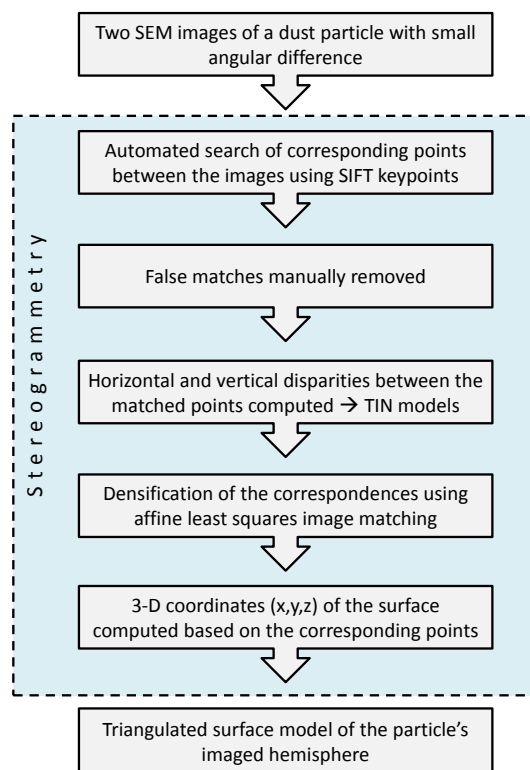 Two SEM images of a dust particle with small
angular difference
Stereogrammetry
Automated search of corresponding points
between the images using SIFT keypoints
False matches manually removed
Horizontal and vertical disparities between the
matched points computed → TIN models
Densification of the correspondences using
affine least squares image matching
3-D coordinates (x,y,z) of the surface
computed based on the corresponding points
Triangulated surface model of the particle's
imaged hemisphere